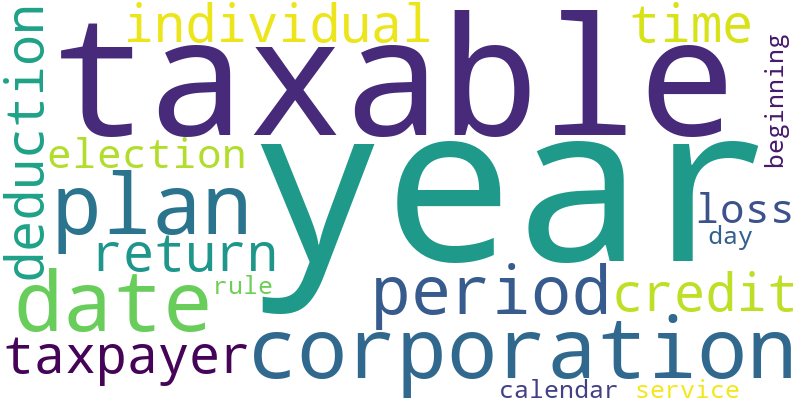 individual
time
taxable
beginning
deduction
election
year
plan
loss
day
return
rule
date
period
credit
taxpayer
corporation
calendar
service